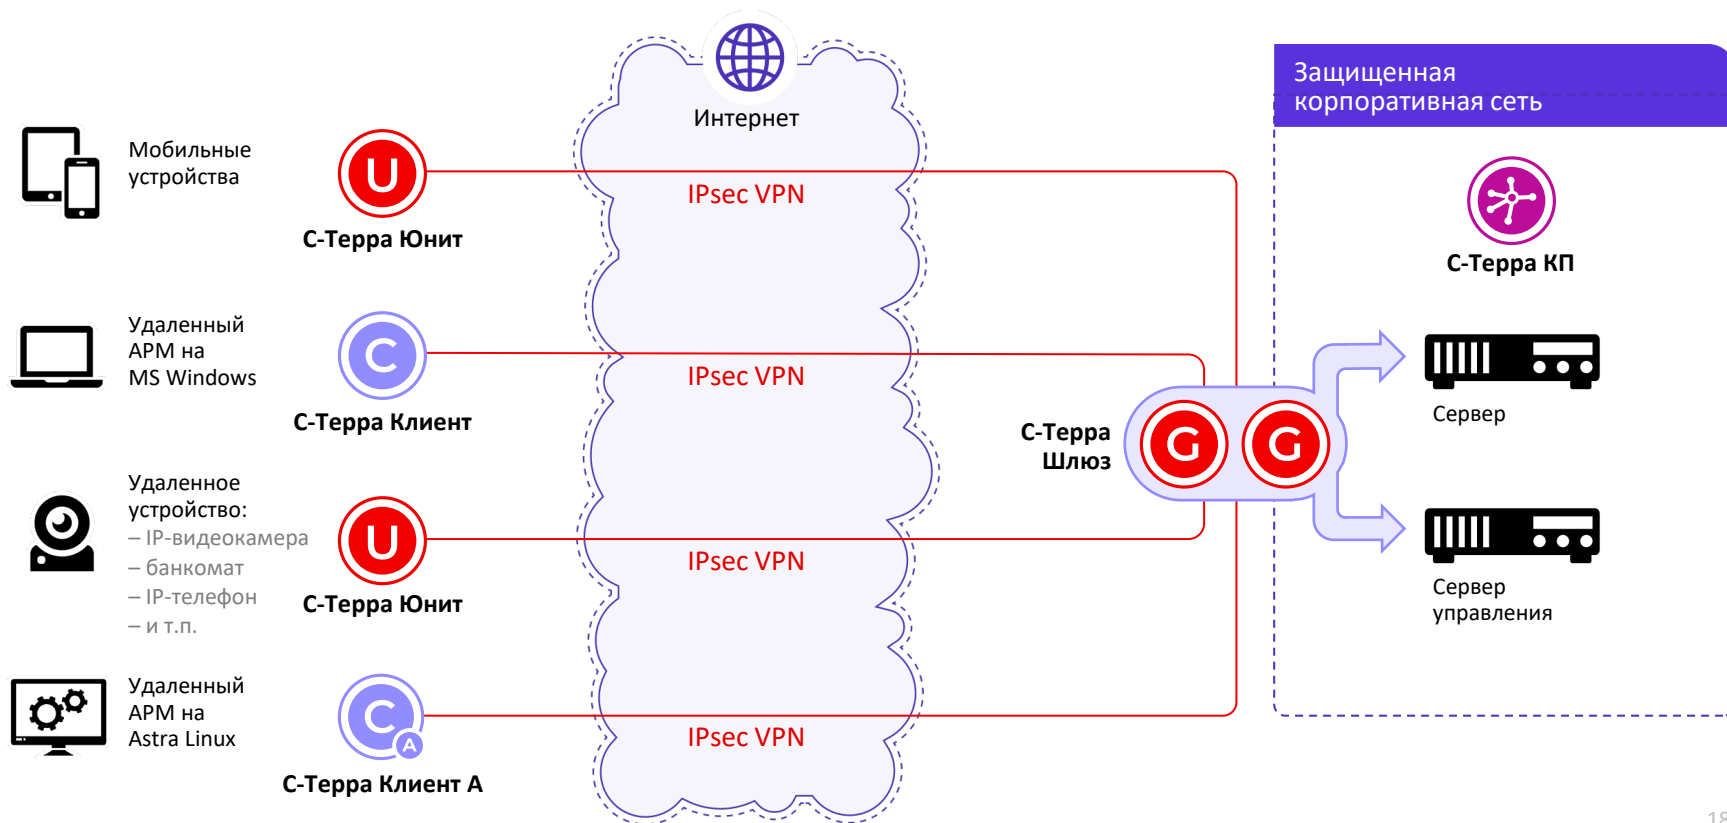 Интернет
Защищенная
корпоративная сеть
Мобильные
устройства
U
С-Терра Юнит
IPsec VPN
С-Терра КП
Удаленный
АРМ на
MS Windows
C
С-Терра Клиент
IPsec VPN
С-Терра
Шлюз
G
G
Сервер
Удаленное
устройство:
– IP-видеокамера
– банкомат
– IP-телефон
– и т.п.
U
С-Терра Юнит
IPsec VPN
Сервер
управления
Удаленный
АРМ на
Astra Linux
C
A
С-Терра Клиент А
IPsec VPN
18